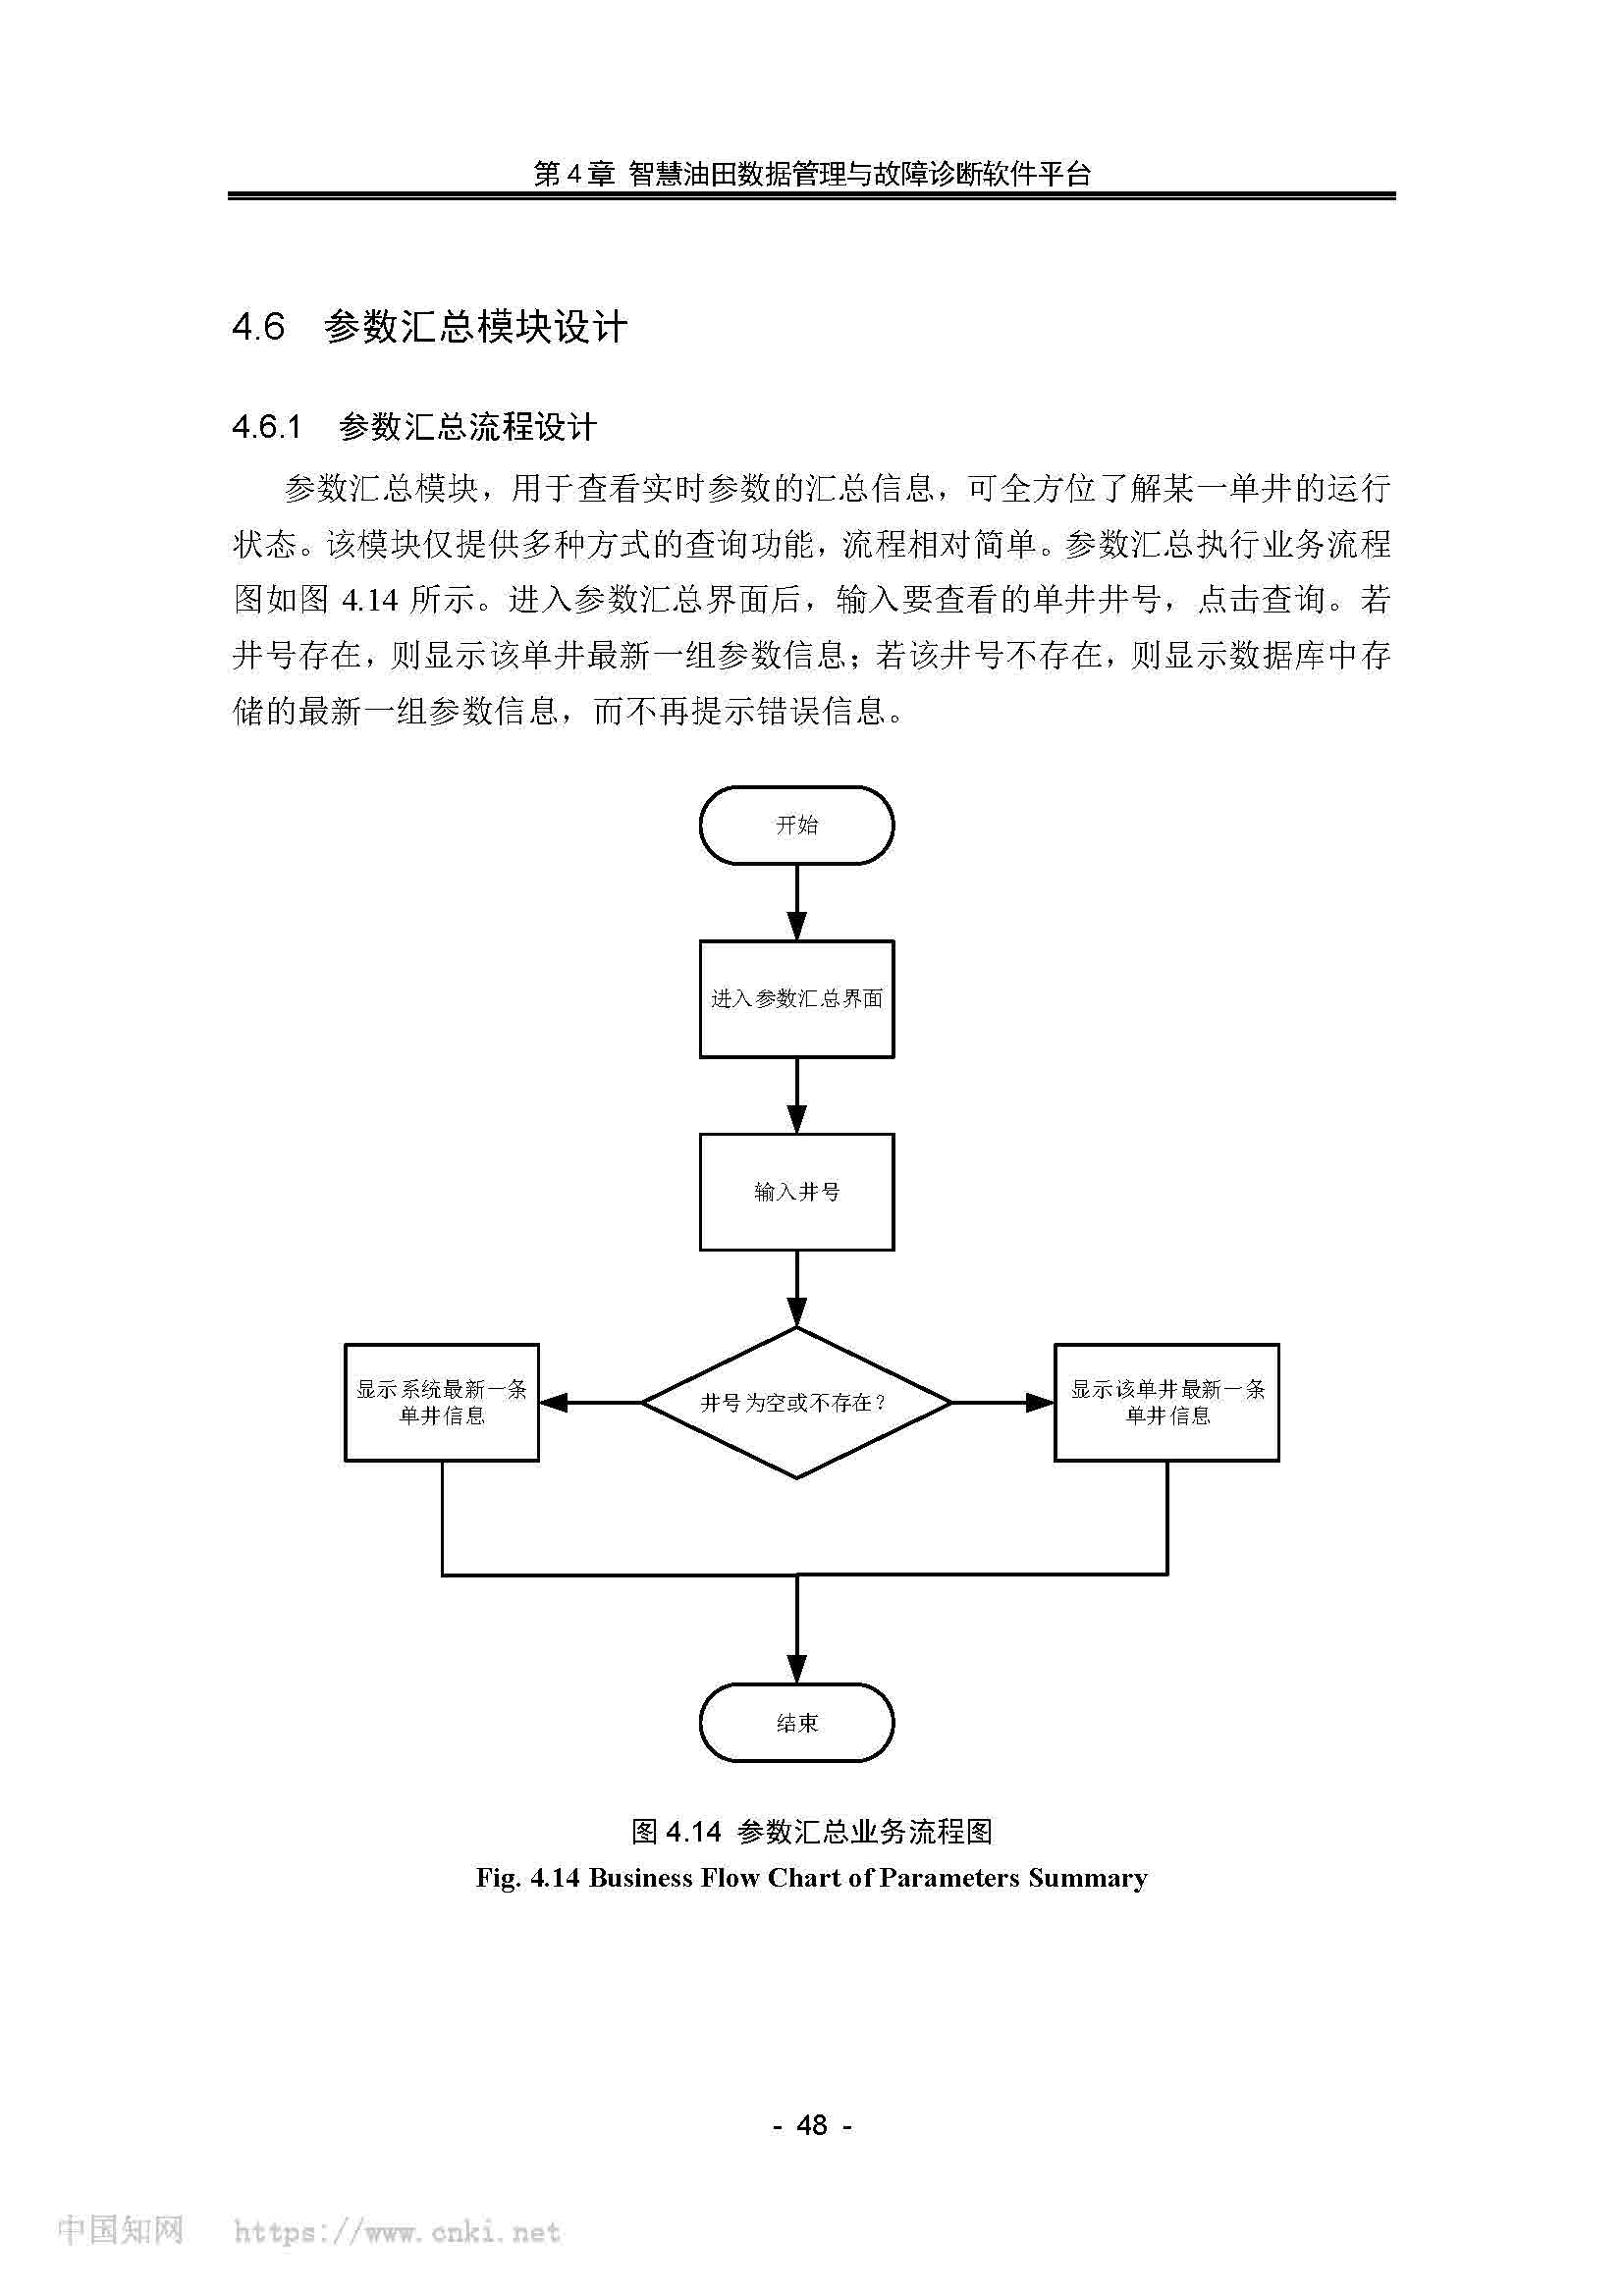 第 4 章 智慧油田数据管理与故障诊断软件平台
4.6 参数汇总模块设计
4.6.1 参数汇总流程设计
参数汇总模块，用于查看实时参数的汇总信息，可全方位了解某一单井的运行
状态。该模块仅提供多种方式的查询功能，流程相对简单。参数汇总执行业务流程
图如图 4.14 所示。进入参数汇总界面后，输入要查看的单井井号，点击查询。若
井号存在，则显示该单井最新一组参数信息；若该井号不存在，则显示数据库中存
储的最新一组参数信息，而不再提示错误信息。
开始
进入参数汇总界面
输入井号
显示系统最新一条
单井信息
井号为空或不存在？
显示该单井最新一条
单井信息
结束
图 4.14 参数汇总业务流程图
Fig. 4.14 Business Flow Chart of Parameters Summary
- 48 -
中国知网 https://www.cnki.net